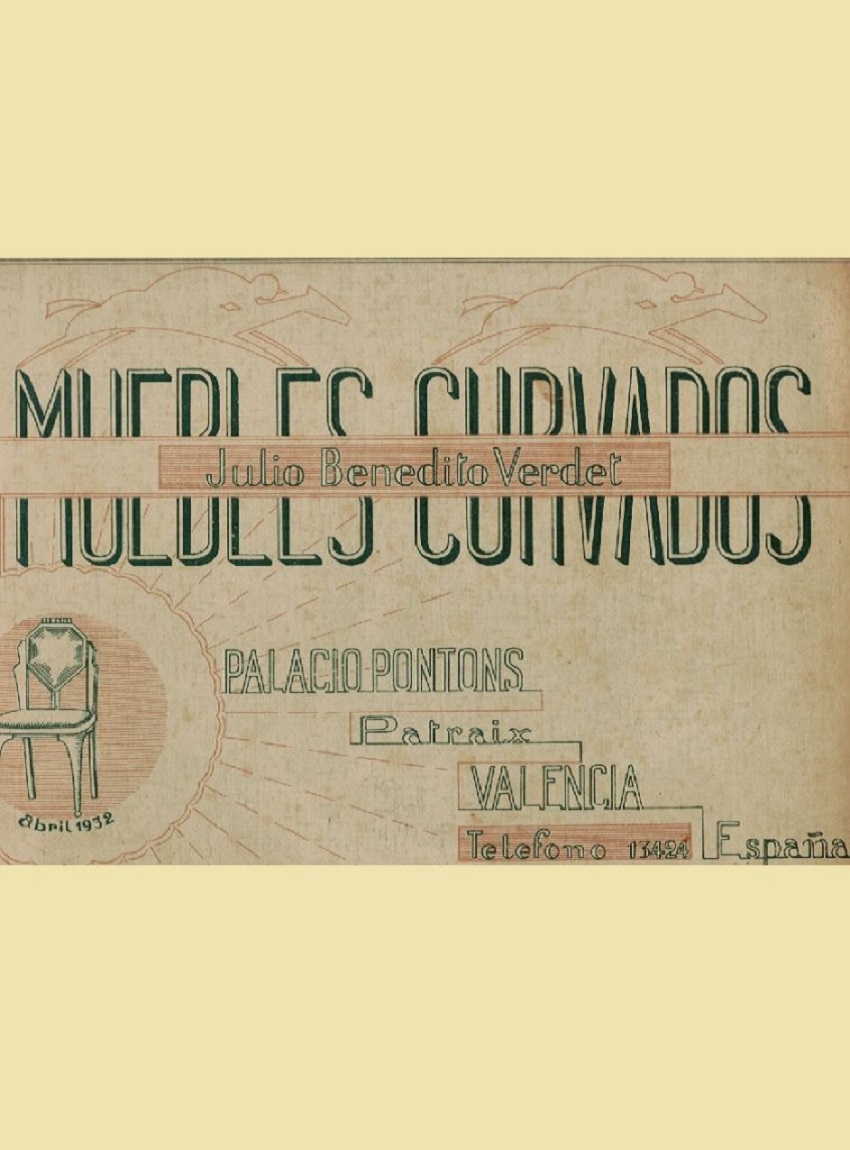 MUEBLES CURVADOS
Julio Benedito Verdet
PALACIO-PONTONS
Patraix
VALENCIA
Telefono 13424
España
Abril 1932